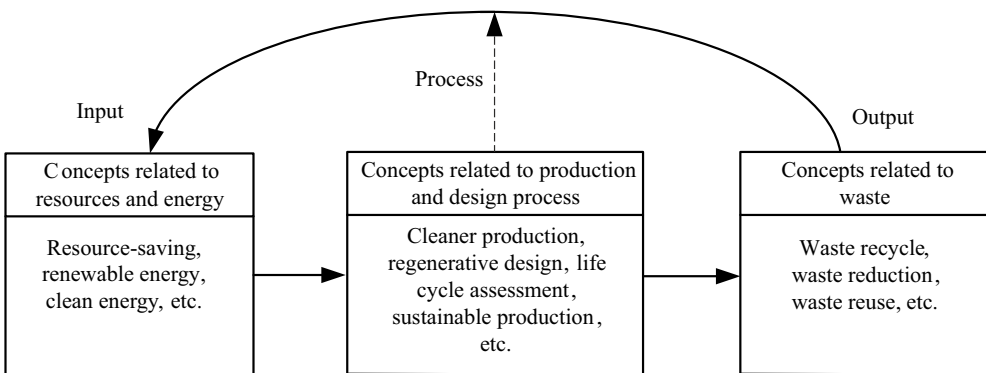 Process
Input
Output
Concepts related to
resources and energy
Resource-saving,
renewable energy,
clean energy, etc.
Concepts related to production
and design process
Cleaner production,
regenerative design, life
cycle assessment,
sustainable production,
etc.
Concepts related to
waste
Waste recycle,
waste reduction,
waste reuse, etc.